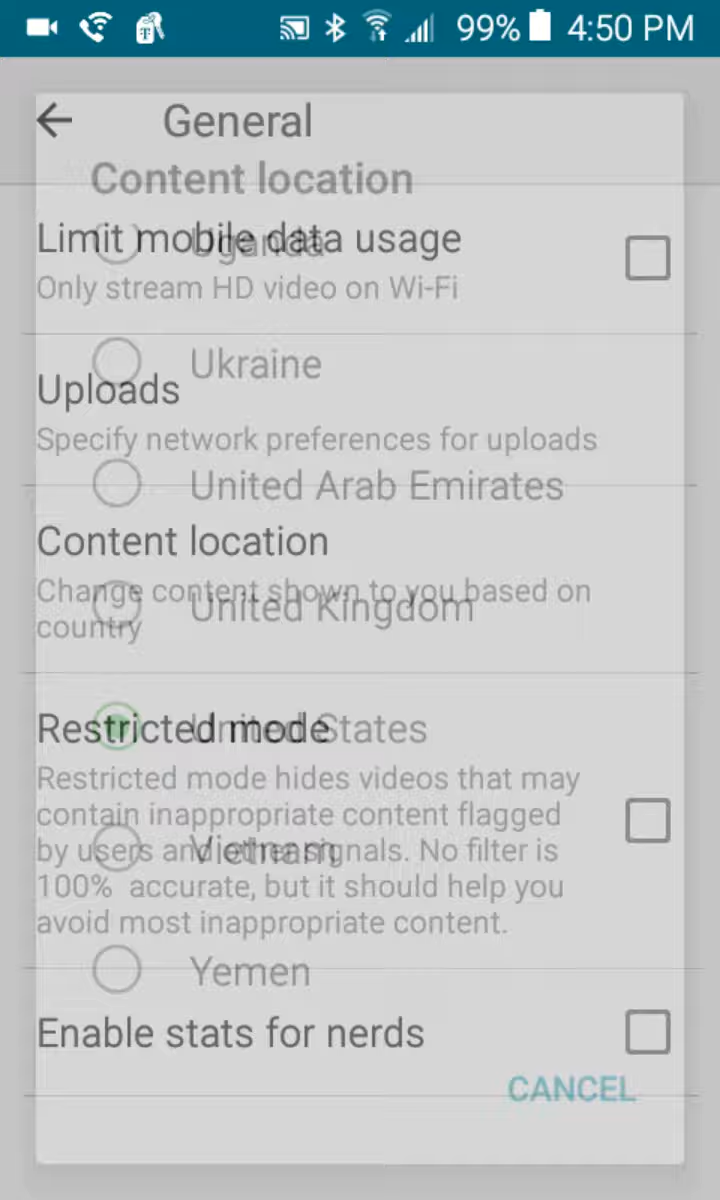 99% 4:50 PM
General
Content location
Limit mobile data usage
Uganda
Only stream HD video on Wi-Fi
Ukraine
Uploads
Specify network preferences for uploads
United Arab Emirates
Content location
Change content shown to you based on
United Kingdom
country
Restricted mode
United States
Restricted mode hides videos that may
contain inappropriate content flagged
by users and other signals. No filter is
Vietnam
100% accurate, but it should help you
avoid most inappropriate content.
Yemen
Enable stats for nerds
CANCEL